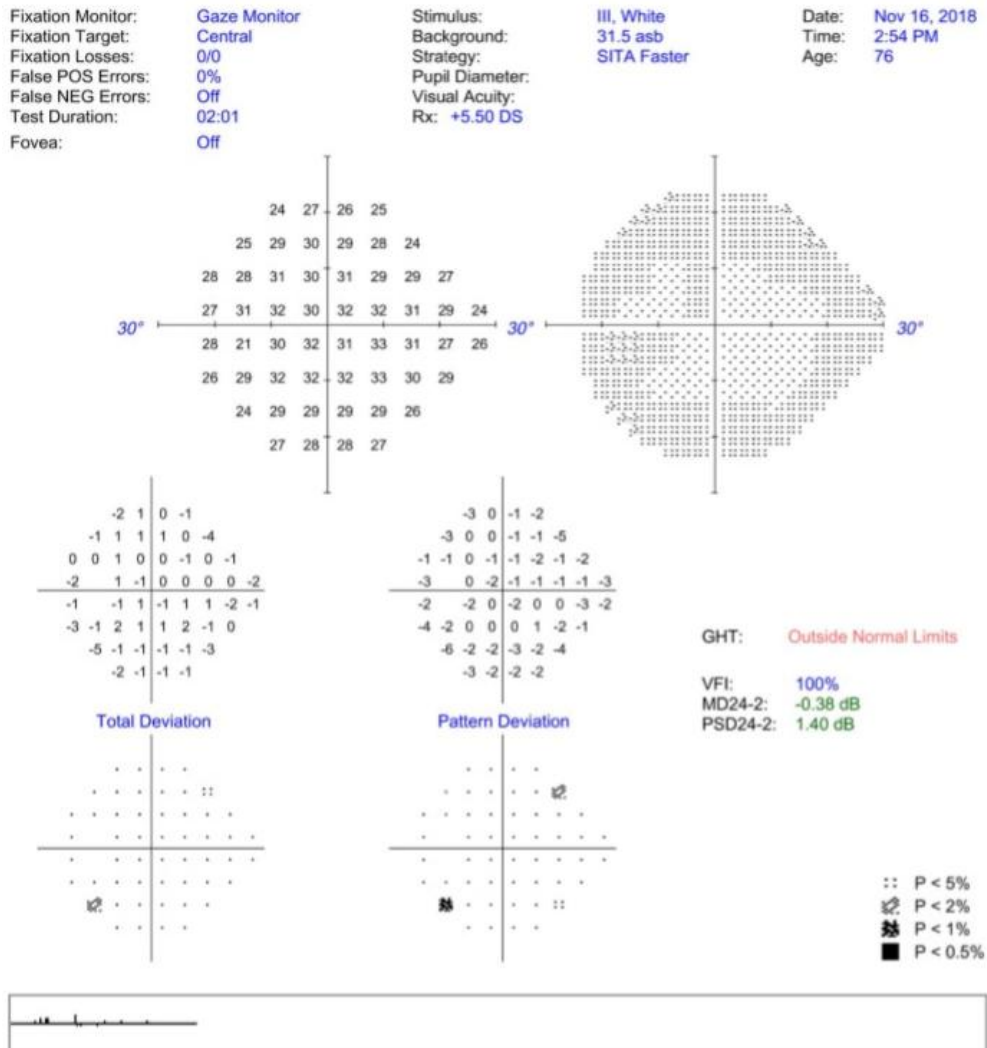 Fixation Monitor: Gaze Monitor Stimulus: III, White Date: Nov 16, 2018
Fixation Target: Central Background: 31.5 asb Time: 2:54 PM
Fixation Losses: 0/0 Strategy: SITA Faster Age: 76
False POS Errors: 0% Pupil Diameter:
False NEG Errors: Off Visual Acuity:
Test Duration: 02:01 Rx: +5.50 DS
Fovea: Off
24 27 26 25
25 29 30 29 28 24
28 28 31 30 31 29 29 27
27 31 32 30 32 32 31 29 24
30° 30° 30°
28 21 30 32 31 33 31 27 26
26 29 32 32 32 33 30 29
24 29 29 29 29 26
27 28 28 27
-2 1 0 -1 -3 0 -1 -2
-1 1 1 1 0 -4 -3 0 0 -1 -1 -5
0 0 1 0 0 -1 0 -1 -1 -1 0 -1 -1 -2 -1 -2
-2 1 -1 0 0 0 0 -2 -3 0 -2 -1 -1 -1 -1 -3
-1 -1 1 -1 1 1 -2 -1 -2 -2 0 -2 0 0 -3 -2
-3 -1 2 1 1 2 -1 0 -4 -2 0 0 0 1 -2 -1
-5 -1 -1 -1 -1 -3 -6 -2 -2 -3 -2 -4
-2 -1 -1 -1 -3 -2 -2 -2
GHT: Outside Normal Limits
VFI: 100%
MD24-2: -0.38 dB
PSD24-2: 1.40 dB
Total Deviation Pattern Deviation
P < 5%
P < 2%
P < 1%
P < 0.5%